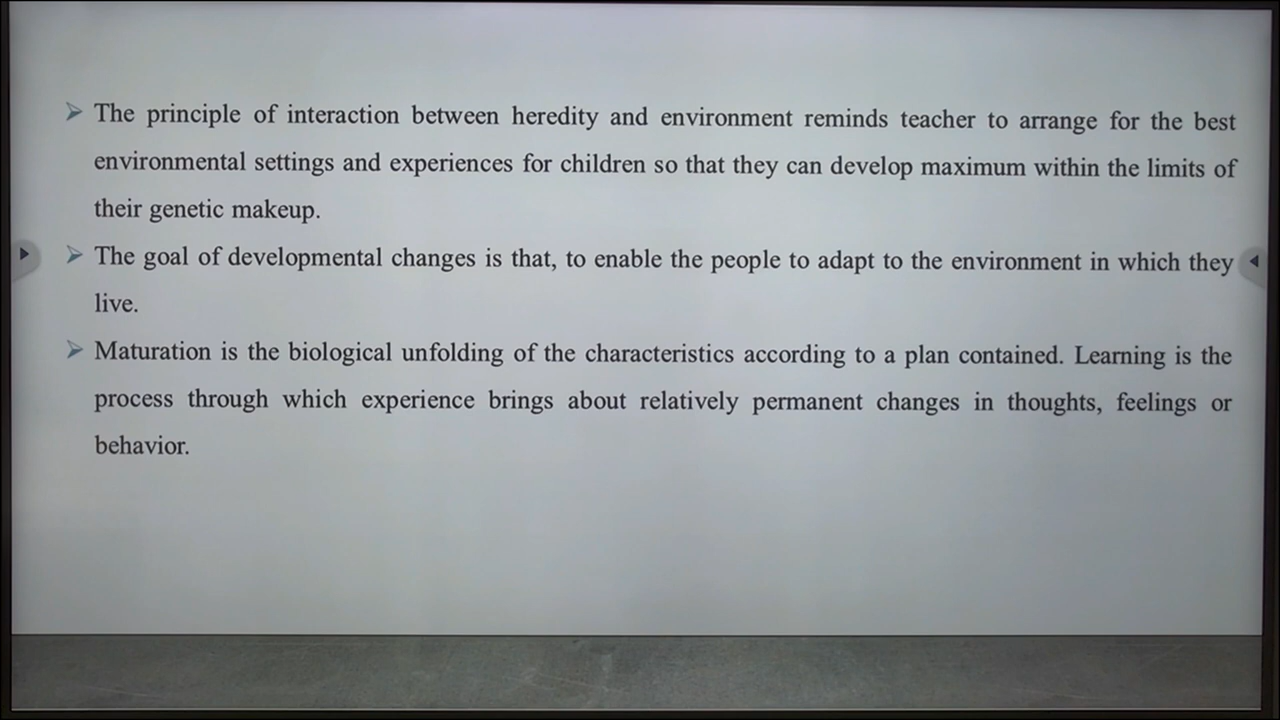 The principle of interaction between heredity and environment reminds teacher to arrange for the best
environmental settings and experiences for children so that they can develop maximum within the limits of
their genetic makeup.
The goal of developmental changes is that, to enable the people to adapt to the environment in which they
live.
Maturation is the biological unfolding of the characteristics according to a plan contained. Learning is the
process through which experience brings about relatively permanent changes in thoughts, feelings or
behavior.